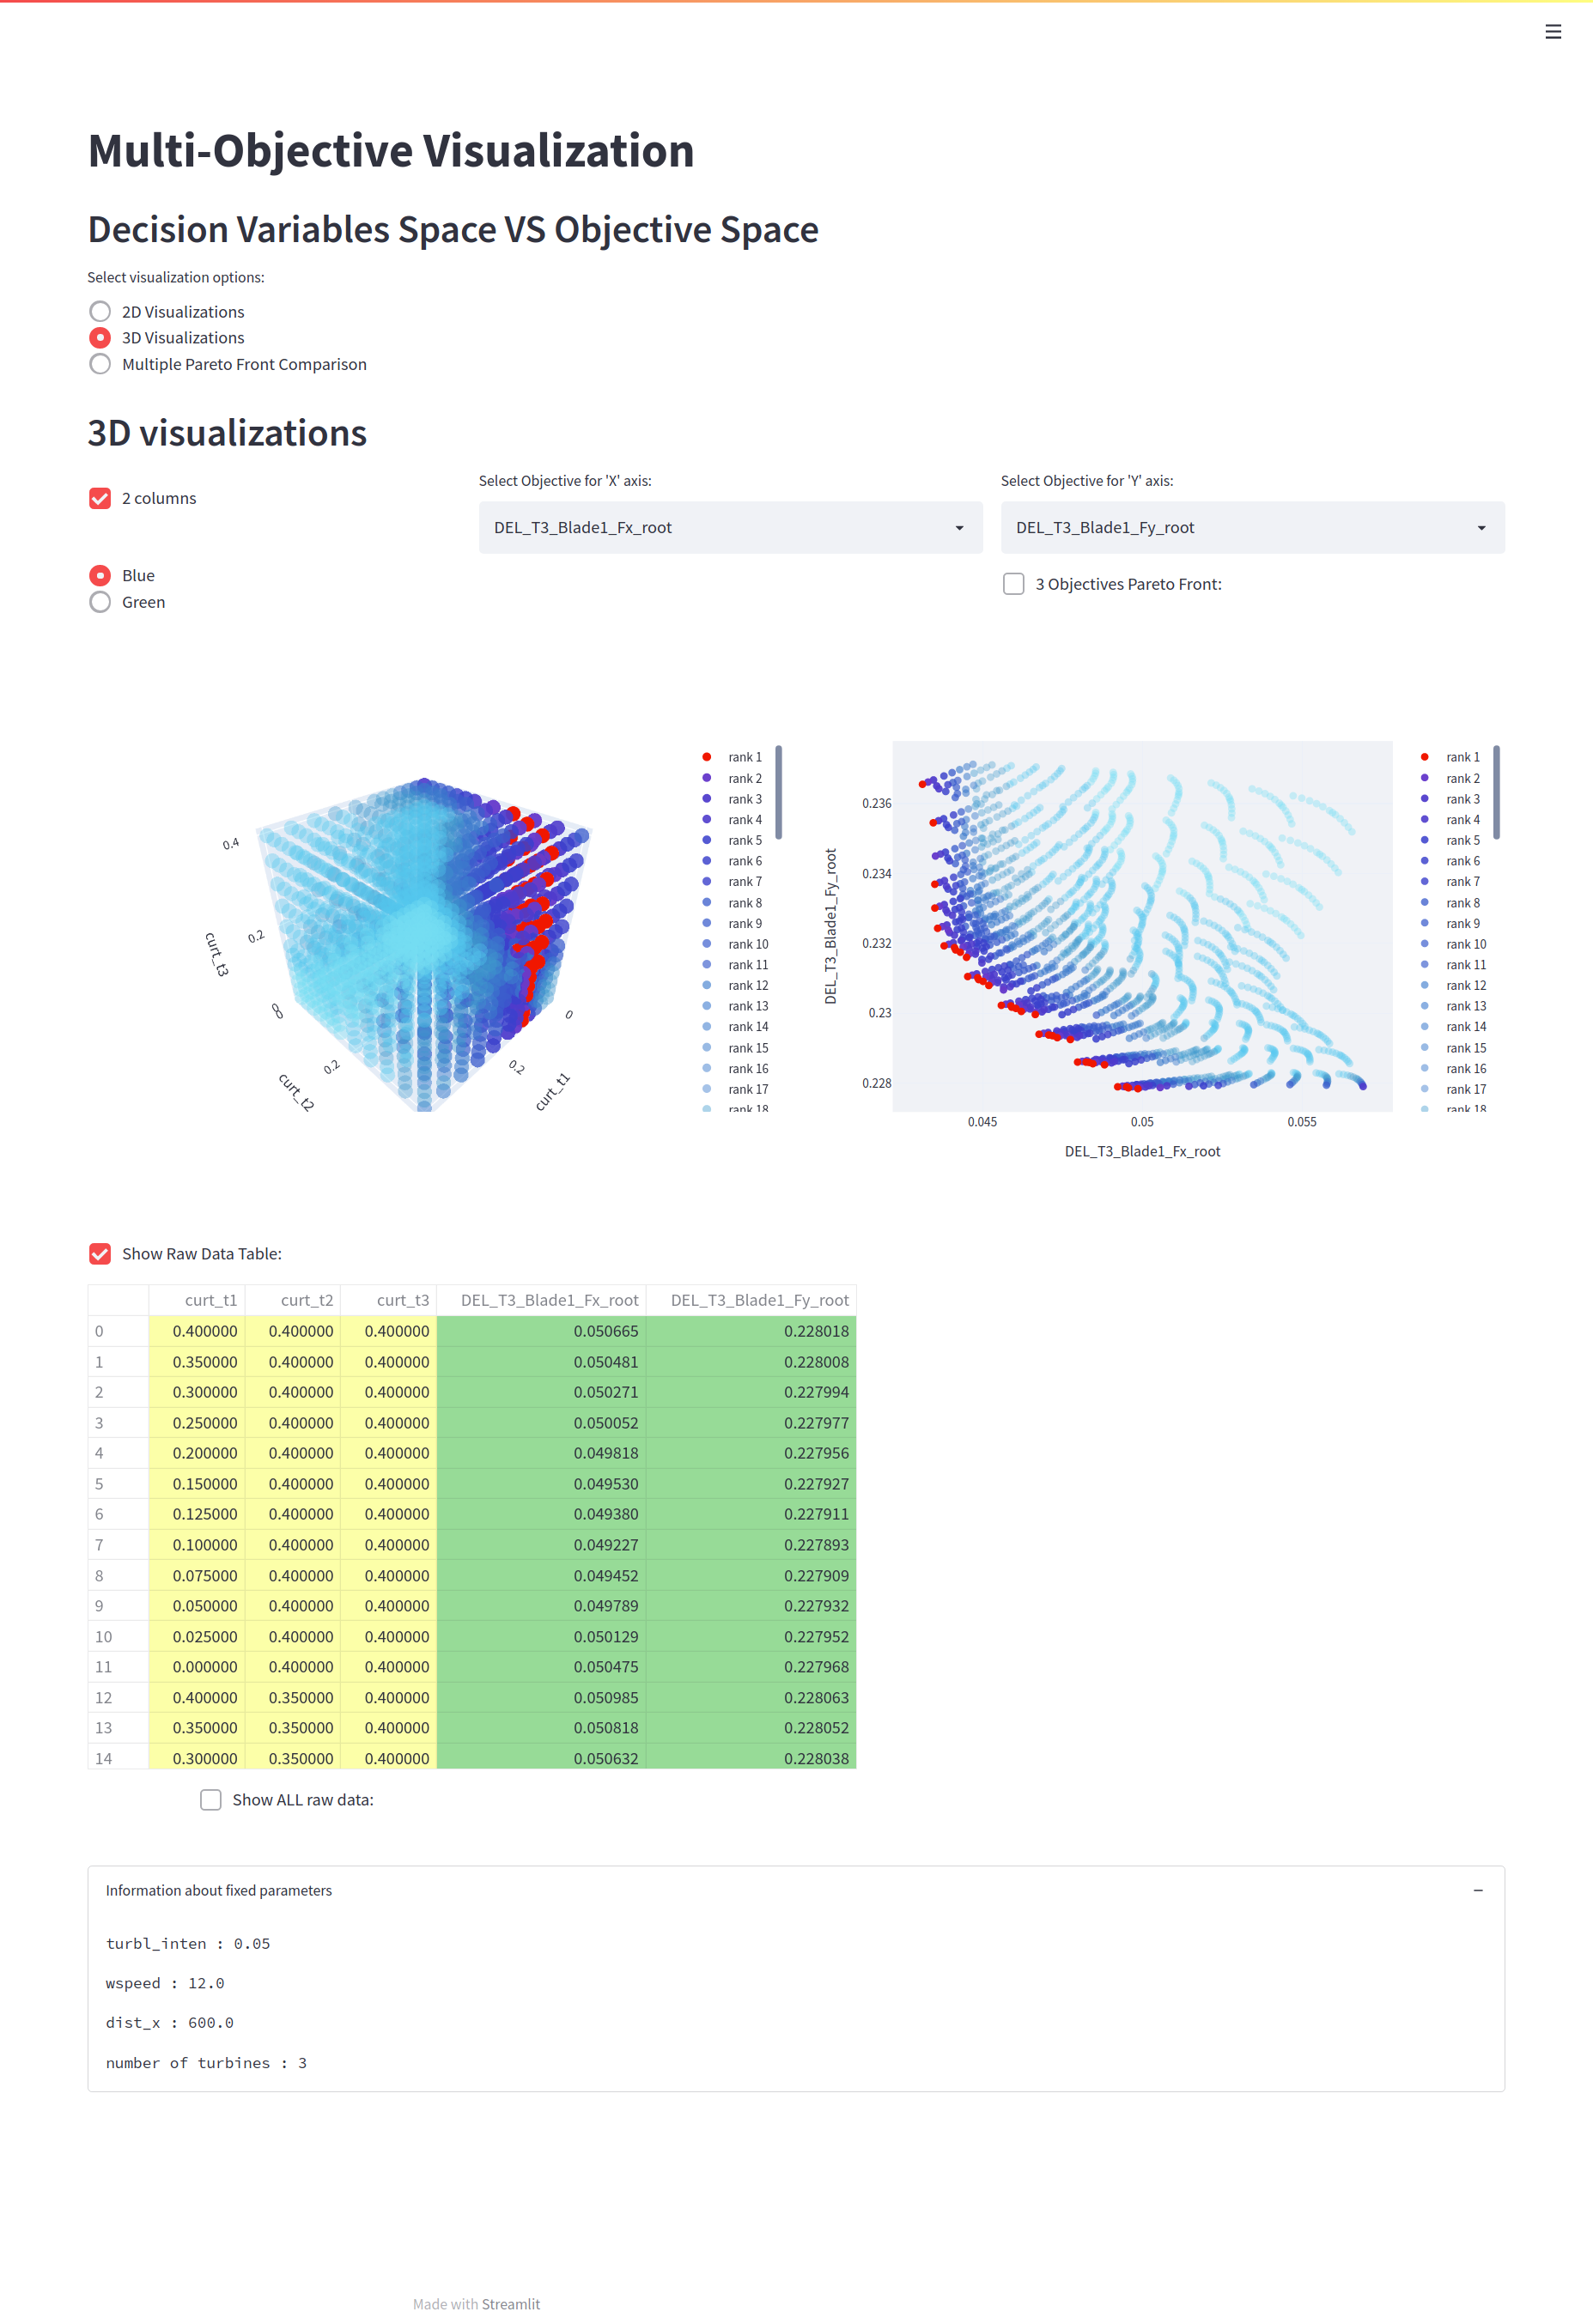 Multi-Objective Visualization
Decision Variables Space VS Objective Space
Select visualization options:
2D Visualizations
3D Visualizations
Multiple Pareto Front Comparison
3D visualizations
2 columns
Select Objective for 'X' axis:
DEL_T3_Blade1_Fx_root
Select Objective for 'Y' axis:
DEL_T3_Blade1_Fy_root
Blue
Green
3 Objectives Pareto Front:
0.4
0.2
0
curt_t3
0
0.2
curt_t2
0.2
0
curt_t1
rank 1
rank 2
rank 3
rank 4
rank 5
rank 6
rank 7
rank 8
rank 9
rank 10
rank 11
rank 12
rank 13
rank 14
rank 15
rank 16
rank 17
rank 18
0.236
0.234
0.232
0.23
0.228
DEL_T3_Blade1_Fy_root
0.045 0.05 0.055
DEL_T3_Blade1_Fx_root
rank 1
rank 2
rank 3
rank 4
rank 5
rank 6
rank 7
rank 8
rank 9
rank 10
rank 11
rank 12
rank 13
rank 14
rank 15
rank 16
rank 17
rank 18
Show Raw Data Table:
curt_t1 curt_t2 curt_t3 DEL_T3_Blade1_Fx_root DEL_T3_Blade1_Fy_root
0 0.400000 0.400000 0.400000 0.050665 0.228018
1 0.350000 0.400000 0.400000 0.050481 0.228008
2 0.300000 0.400000 0.400000 0.050271 0.227994
3 0.250000 0.400000 0.400000 0.050052 0.227977
4 0.200000 0.400000 0.400000 0.049818 0.227956
5 0.150000 0.400000 0.400000 0.049530 0.227927
6 0.125000 0.400000 0.400000 0.049380 0.227911
7 0.100000 0.400000 0.400000 0.049227 0.227893
8 0.075000 0.400000 0.400000 0.049452 0.227909
9 0.050000 0.400000 0.400000 0.049789 0.227932
10 0.025000 0.400000 0.400000 0.050129 0.227952
11 0.000000 0.400000 0.400000 0.050475 0.227968
12 0.400000 0.350000 0.400000 0.050985 0.228063
13 0.350000 0.350000 0.400000 0.050818 0.228052
14 0.300000 0.350000 0.400000 0.050632 0.228038
Show ALL raw data:
Information about fixed parameters
turbl_inten : 0.05
wspeed : 12.0
dist_x : 600.0
number of turbines : 3
Made with Streamlit